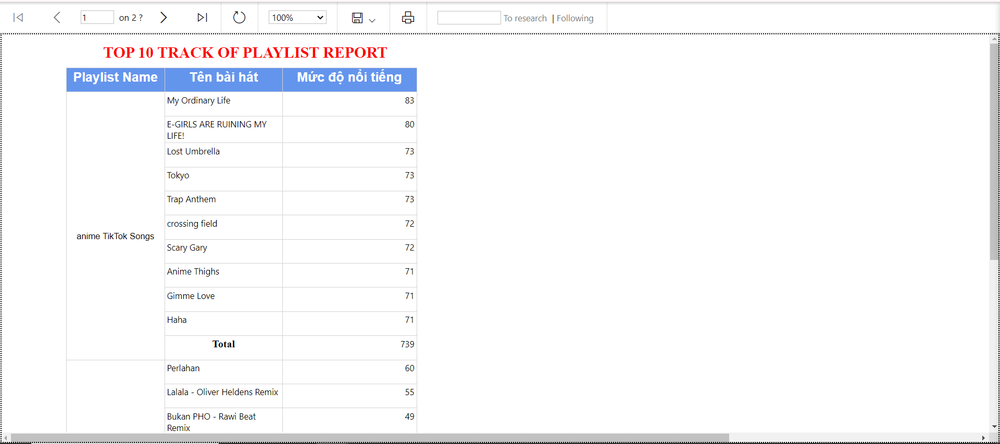 1 on 2 ? 100% To research | Following
TOP 10 TRACK OF PLAYLIST REPORT
Playlist Name Tên bài hát Mức độ nổi tiếng
My Ordinary Life 83
E-GIRLS ARE RUINING MY 80
LIFE!
Lost Umbrella 73
Tokyo 73
Trap Anthem 73
crossing field 72
anime TikTok Songs
Scary Gary 72
Anime Thighs 71
Gimme Love 71
Haha 71
Total 739
Perlahan 60
Lalala - Oliver Heldens Remix 55
Bukan PHO - Rawi Beat 49
Remix